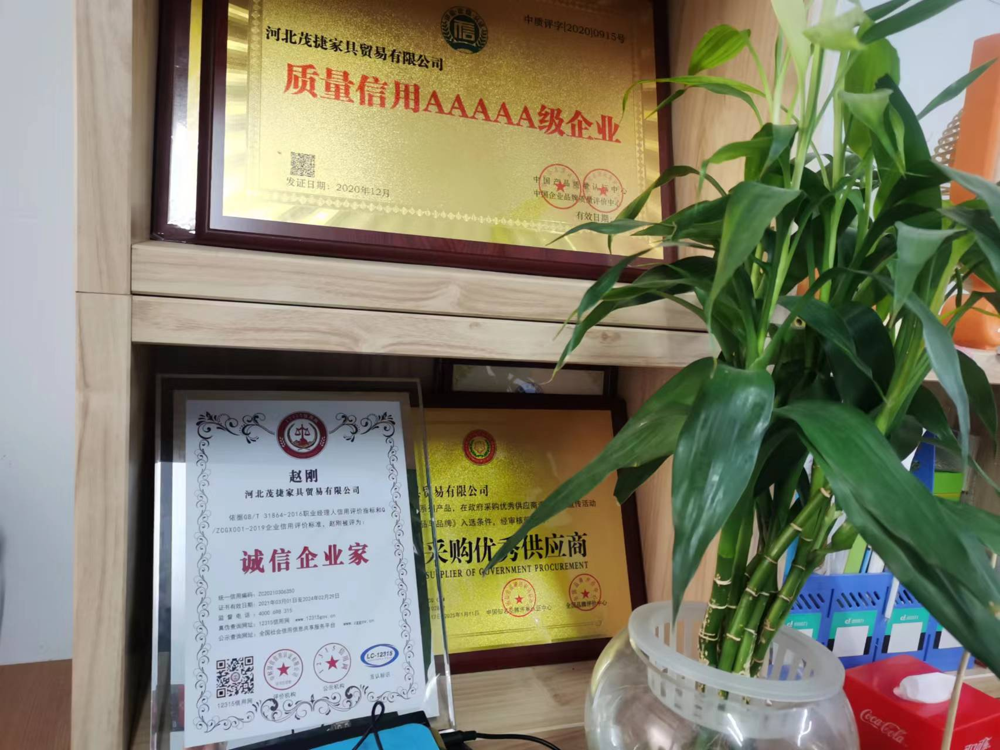 中质评字[2020]0915号
信
河北茂捷家具贸易有限公司
质量信用AAAAA级企业
发证日期：2020年12月
中国产品质量认证中心
中国企业品牌质量评价中心
有效日期：
赵刚
河北茂捷家具贸易有限公司
依据GB/T 31864-2016职业经理人信用评价指标和Q
/ZCGX001-2019企业信用评价标准，赵刚被评为：
诚信企业家
统一信用编码：ZC20210306350
证书有效日期：2021年03月01日至2024年02月29日
监督电话：4000 698 315
真伪查询网址：12315信用网 www.12315gov.cn
公示查询网址：全国社会信用信息共享服务平台 www.zggov.cn
LC-12315
12315信用网
评价机构
公示机构
互认标识
贸易有限公司
系列产品，在政府采购优秀供应商 宣传活动
品与品牌》入选条件，经审核
采购优秀供应商
SUPPLIER OF GOVERNMENT PROCUREMENT
2025年1月11日
中国知名品牌评审认证中心
全国品牌评价中心
Coca-Cola